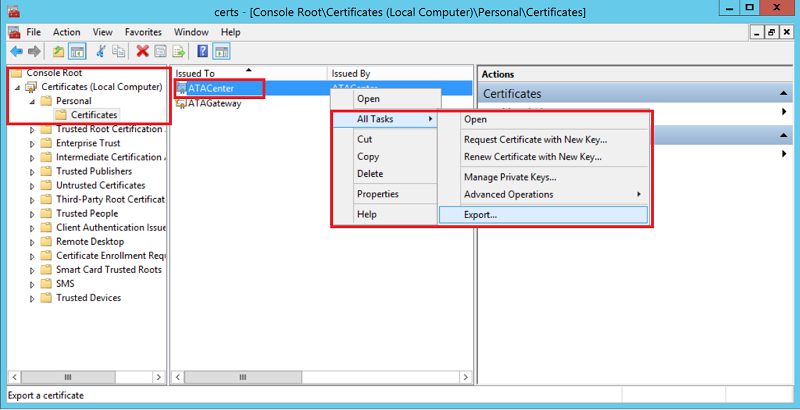 certs - [Console Root\Certificates (Local Computer)\Personal\Certificates]
File Action View Favorites Window Help
Console Root
Certificates (Local Computer)
Personal
Certificates
Trusted Root Certification
Enterprise Trust
Intermediate Certification
Trusted Publishers
Untrusted Certificates
Third-Party Root Certificat
Trusted People
Client Authentication Issue
Remote Desktop
Certificate Enrollment Req
Smart Card Trusted Roots
SMS
Trusted Devices
Issued To Issued By
ATACenter
ATAGateway
Open
All Tasks
Cut
Copy
Delete
Properties
Help
Open
Request Certificate with New Key...
Renew Certificate with New Key...
Manage Private Keys...
Advanced Operations
Export...
Actions
Certificates
Export a certificate